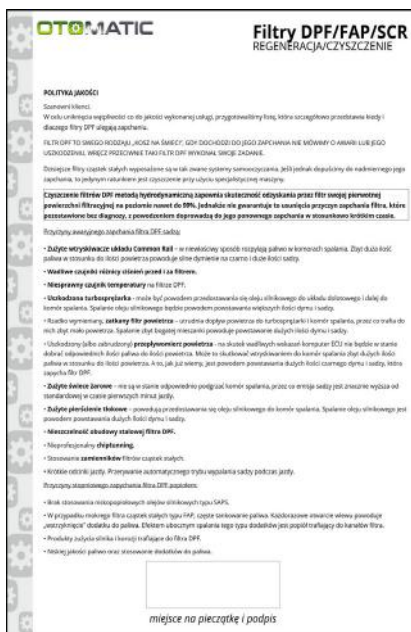 OTOMATIC
Filtry DPF/FAP/SCR
REGENERACJA/CZYSZCZENIE
POLITYKA JAKOŚCI
Szanowni klienci.
W celu uniknięcia wątpliwości co do jakości wykonanej usługi, przygotowaliśmy listę, która szczegółowo przedstawia kiedy i
dlaczego filtry DPF ulegają zapchaniu.
FILTR DPF TO SWEGO RODZAJU „KOSZ NA ŚMIECI”, GDY DOCHODZI DO JEGO ZAPCHANIA NIE MÓWIMY O AWARII LUB JEGO
USZKODZENIU, WRĘCZ PRZECIWNIE TAKI FILTR DPF WYKONAŁ SWOJE ZADANIE.
Dzisiejsze filtry cząstek stałych wyposażone są w tak zwane systemy samooczyszczania. Jeśli jednak dopuścimy do nadmiernego jego
zapchania, to jedynym ratunkiem jest czyszczenie przy użyciu specjalistycznej maszyny.
Czyszczenie filtrów DPF metodą hydrodynamiczną zapewnia skuteczność odzyskania przez filtr swojej pierwotnej
powierzchni filtracyjnej na poziomie nawet do 99%. Jednakże nie gwarantuje to usunięcia przyczyn zapchania filtra, które
pozostawione bez diagnozy, z powodzeniem doprowadzą do jego ponownego zapchania w stosunkowo krótkim czasie.
Przyczyny awaryjnego zapchania filtra DPF sadzą:
• Zużyte wtryskiwacze układu Common Rail – w niewłaściwy sposób rozpylają paliwo w komorach spalania. Zbyt duża ilość
paliwa w stosunku do ilości powietrza powoduje silne dymienie na czarno i duże ilości sadzy.
• Wadliwe czujniki różnicy ciśnień przed i za filtrem.
• Niesprawny czujnik temperatury na filtrze DPF.
• Uszkodzona turbosprężarka – może być powodem przedostawania się oleju silnikowego do układu dolotowego i dalej do
komór spalania. Spalanie oleju silnikowego będzie powodem powstawania większych ilości dymu i sadzy.
• Rzadko wymieniany, zatkany filtr powietrza – utrudnia dopływ powietrza do turbosprężarki i komór spalania, przez co trafia do
nich zbyt mało powietrza. Spalanie zbyt bogatej mieszanki powoduje powstawanie dużych ilości dymu i sadzy.
• Uszkodzony (albo zabrudzony) przepływomierz powietrza – na skutek wadliwych wskazań komputer ECU nie będzie w stanie
dobrać odpowiednich ilości paliwa do ilości powietrza. Może to skutkować wtryskiwaniem do komór spalania zbyt dużych ilości
paliwa w stosunku do ilości powietrza. A to, jak już wiemy, jest powodem powstawania dużych ilości czarnego dymu i sadzy, która
zapycha filtr DPF.
• Zużyte świece żarowe – nie są w stanie odpowiednio podgrzać komór spalania, przez co emisja sadzy jest znacznie wyższa od
standardowej w czasie pierwszych minut jazdy.
• Zużyte pierścienie tłokowe – powodują przedostawanie się oleju silnikowego do komór spalania. Spalanie oleju silnikowego jest
powodem powstawania dużych ilości dymu i sadzy.
• Nieszczelność obudowy stalowej filtra DPF.
• Nieprofesjonalny chiptunning.
• Stosowanie zamienników filtrów cząstek stałych.
• Krótkie odcinki jazdy. Przerywanie automatycznego trybu wypalania sadzy podczas jazdy.
Przyczyny stopniowego zapchania filtra DPF popiołem:
• Brak stosowania niskopopiołowych olejów silnikowych typu SAPS.
• W przypadku mokrego filtra cząstek stałych typu FAP, częste tankowanie paliwa. Każdorazowe otwarcie wlewu powoduje
„wstrzyknięcie” dodatku do paliwa. Efektem ubocznym spalania tego typu dodatków jest popiół trafiający do kanałów filtra.
• Produkty zużycia silnika i korozji trafiające do filtra DPF.
• Niskiej jakości paliwo oraz stosowanie dodatków do paliwa.
miejsce na pieczątkę i podpis